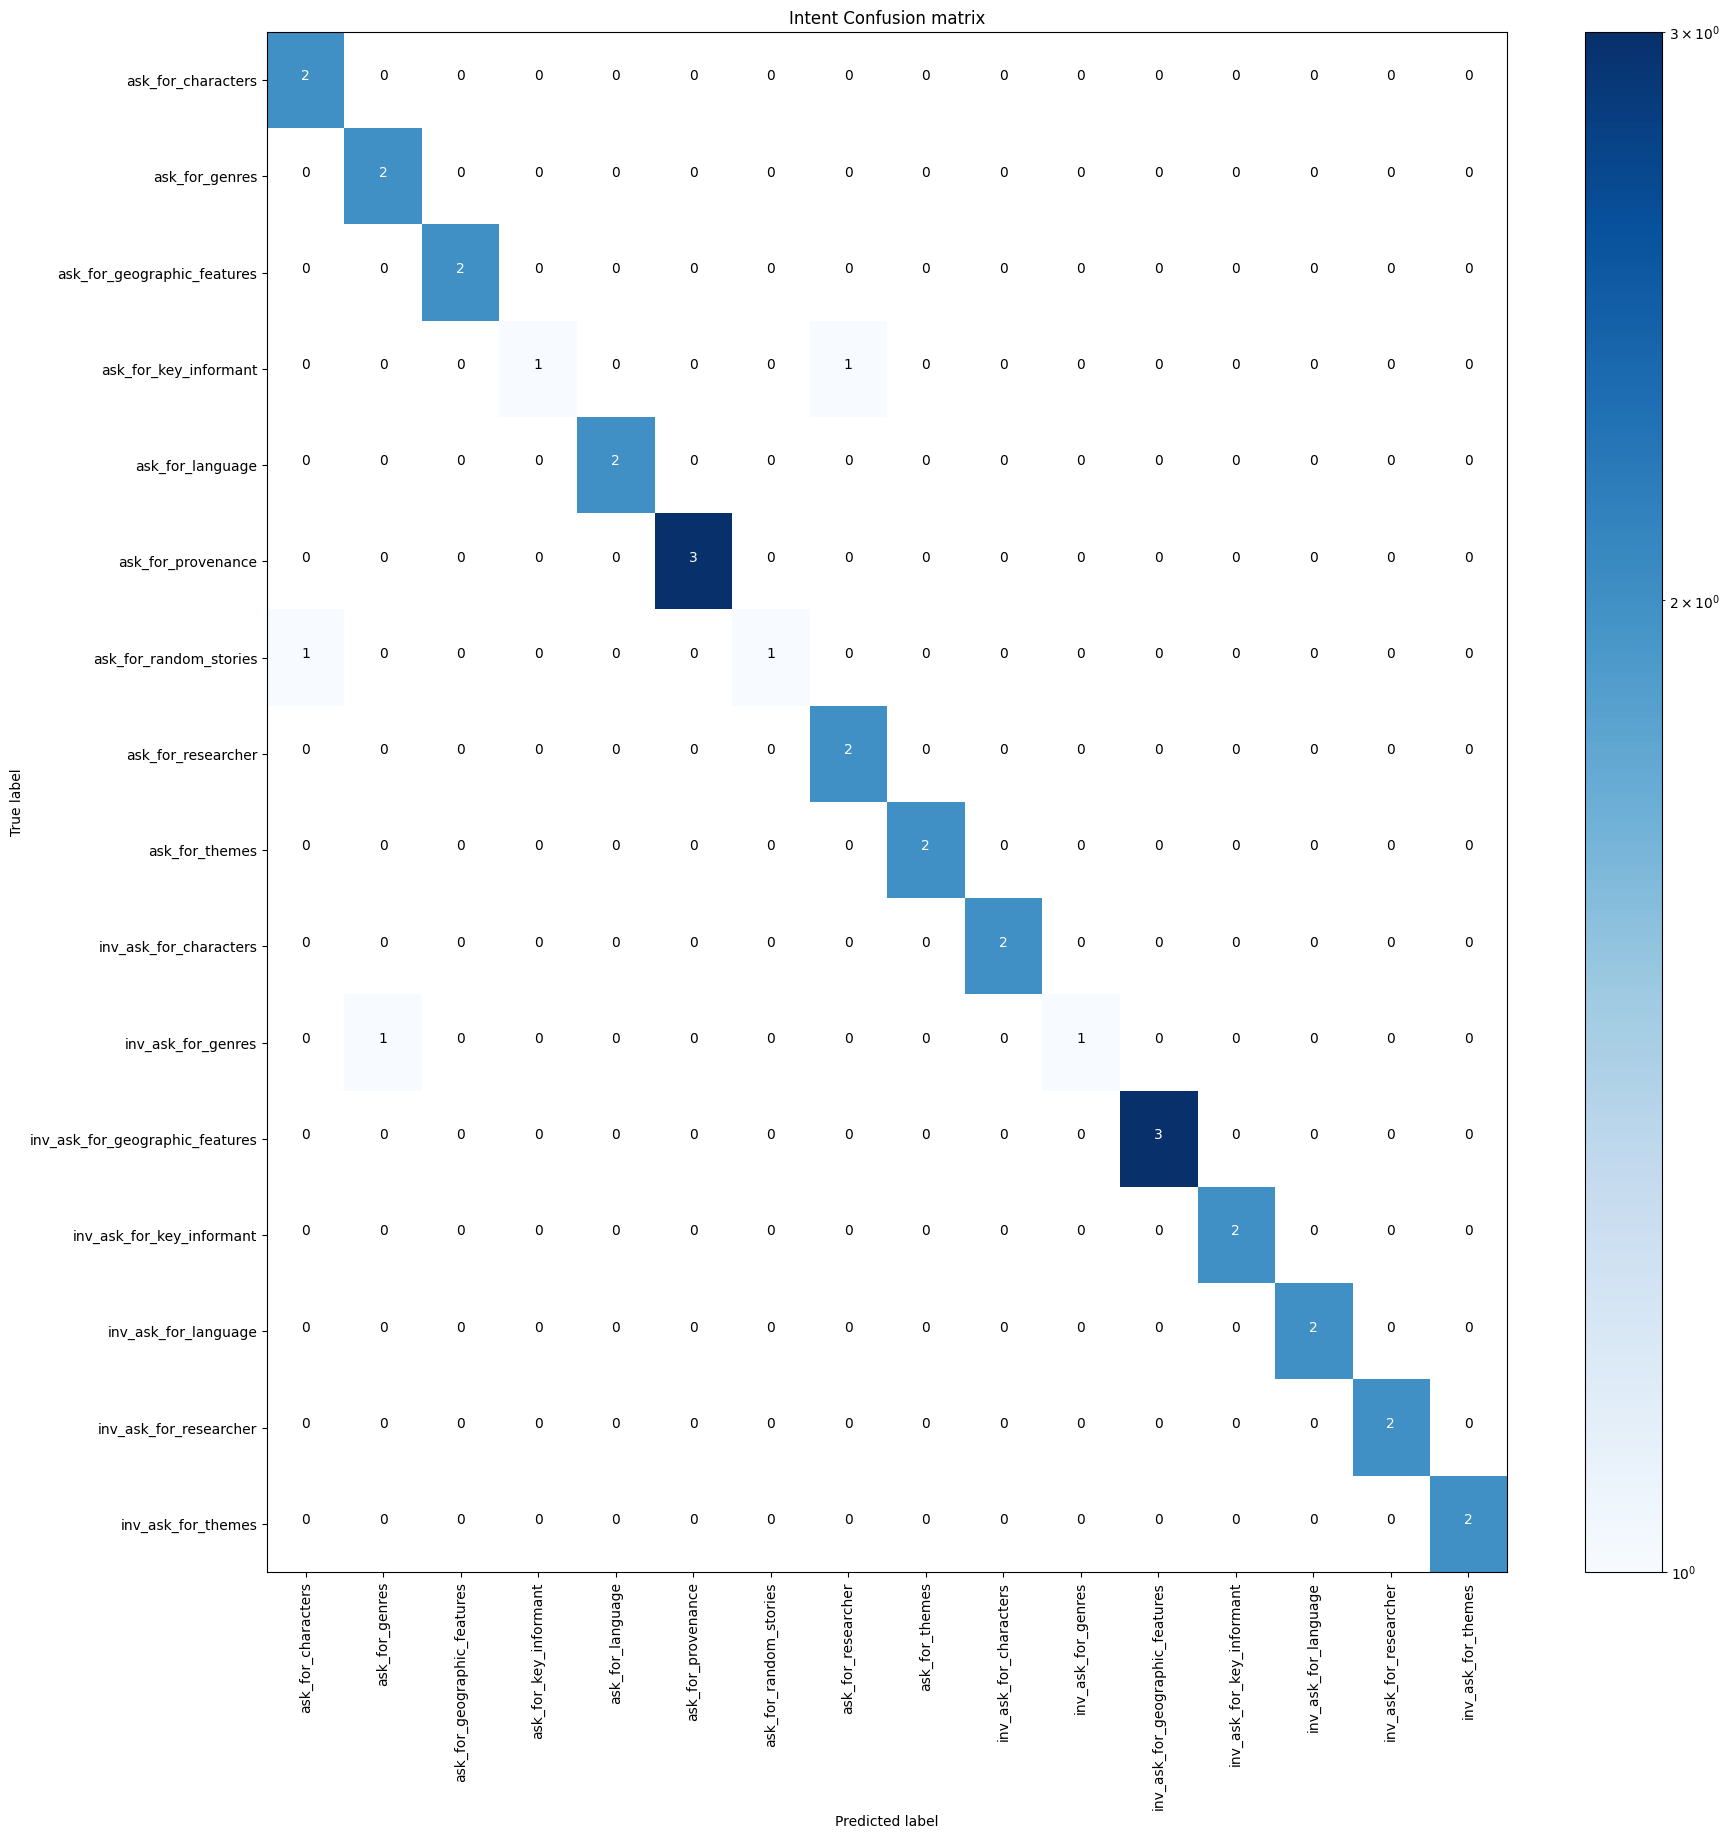 Intent Confusion matrix
ask_for_characters 2 0 0 0 0 0 0 0 0 0 0 0 0 0 0 0
ask_for_genres 0 2 0 0 0 0 0 0 0 0 0 0 0 0 0 0
ask_for_geographic_features 0 0 2 0 0 0 0 0 0 0 0 0 0 0 0 0
ask_for_key_informant 0 0 0 1 0 0 0 1 0 0 0 0 0 0 0 0
ask_for_language 0 0 0 0 2 0 0 0 0 0 0 0 0 0 0 0
ask_for_provenance 0 0 0 0 0 3 0 0 0 0 0 0 0 0 0 0
ask_for_random_stories 1 0 0 0 0 0 1 0 0 0 0 0 0 0 0 0
ask_for_researcher 0 0 0 0 0 0 0 2 0 0 0 0 0 0 0 0
ask_for_themes 0 0 0 0 0 0 0 0 2 0 0 0 0 0 0 0
inv_ask_for_characters 0 0 0 0 0 0 0 0 0 2 0 0 0 0 0 0
inv_ask_for_genres 0 1 0 0 0 0 0 0 0 0 1 0 0 0 0 0
inv_ask_for_geographic_features 0 0 0 0 0 0 0 0 0 0 0 3 0 0 0 0
inv_ask_for_key_informant 0 0 0 0 0 0 0 0 0 0 0 0 2 0 0 0
inv_ask_for_language 0 0 0 0 0 0 0 0 0 0 0 0 0 2 0 0
inv_ask_for_researcher 0 0 0 0 0 0 0 0 0 0 0 0 0 0 2 0
inv_ask_for_themes 0 0 0 0 0 0 0 0 0 0 0 0 0 0 0 2
True label
ask_for_characters
ask_for_genres
ask_for_geographic_features
ask_for_key_informant
ask_for_language
ask_for_provenance
ask_for_random_stories
ask_for_researcher
ask_for_themes
inv_ask_for_characters
inv_ask_for_genres
inv_ask_for_geographic_features
inv_ask_for_key_informant
inv_ask_for_language
inv_ask_for_researcher
inv_ask_for_themes
Predicted label
3 × 10⁰
2 × 10⁰
10⁰